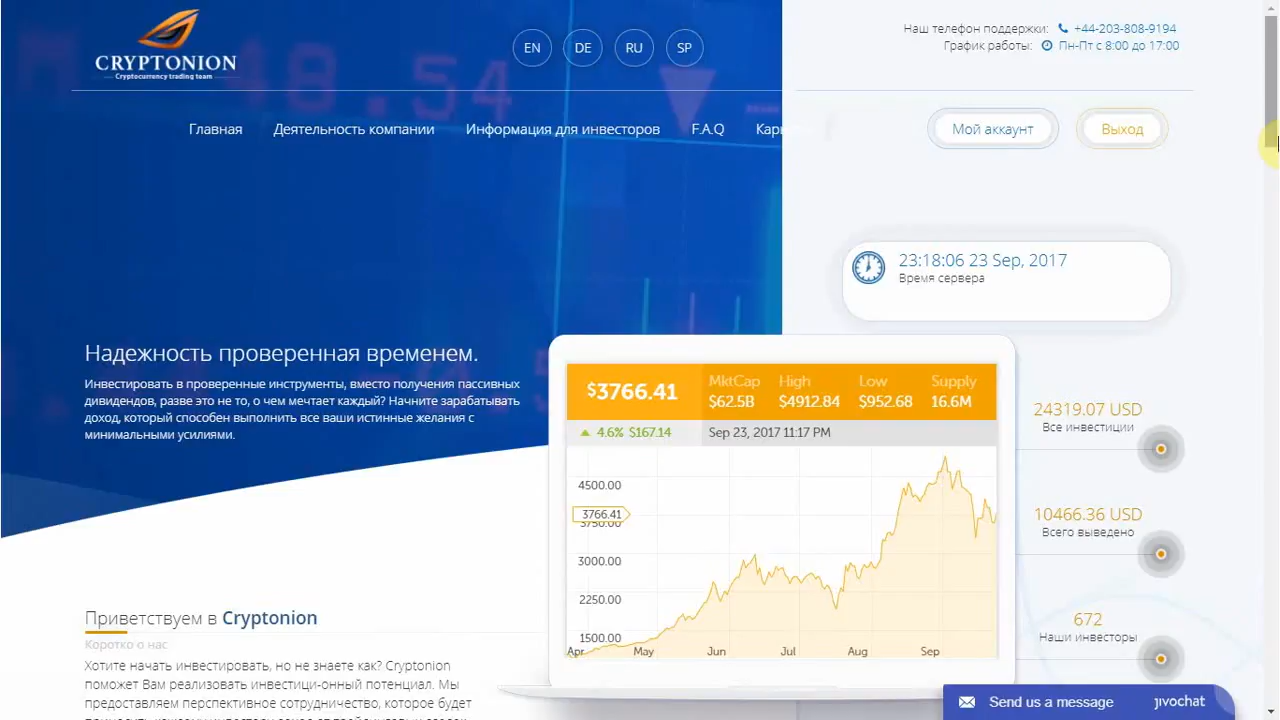 CRYPTONION
Cryptocurrency trading team
EN
DE
RU
SP
Наш телефон поддержки: +44-203-808-9194
График работы: Пн-Пт с 8:00 до 17:00
Главная
Деятельность компании
Информация для инвесторов
F.A.Q
Мой аккаунт
Выход
23:18:06 23 Sep, 2017
Время сервера
Надежность проверенная временем.
Инвестировать в проверенные инструменты, вместо получения пассивных
дивидендов, разве это не то, о чем мечтает каждый? Начните зарабатывать
доход, который способен выполнить все ваши истинные желания с
минимальными усилиями.
$3766.41
MktCap High Low Supply
$62.5B $4912.84 $952.68 16.6M
4.6% $167.14
Sep 23, 2017 11:17 PM
4500.00
3766.41
3750.00
3000.00
2250.00
1500.00
Apr May Jun Jul Aug Sep
24319.07 USD
Все инвестиции
10466.36 USD
Всего выведено
672
Наши инвесторы
Приветствуем в Cryptonion
Коротко о нас
Хотите начать инвестировать, но не знаете как? Cryptonion
поможет Вам реализовать инвестици-онный потенциал. Мы
предоставляем перспективное сотрудничество, которое будет
Send us a message
jivochat